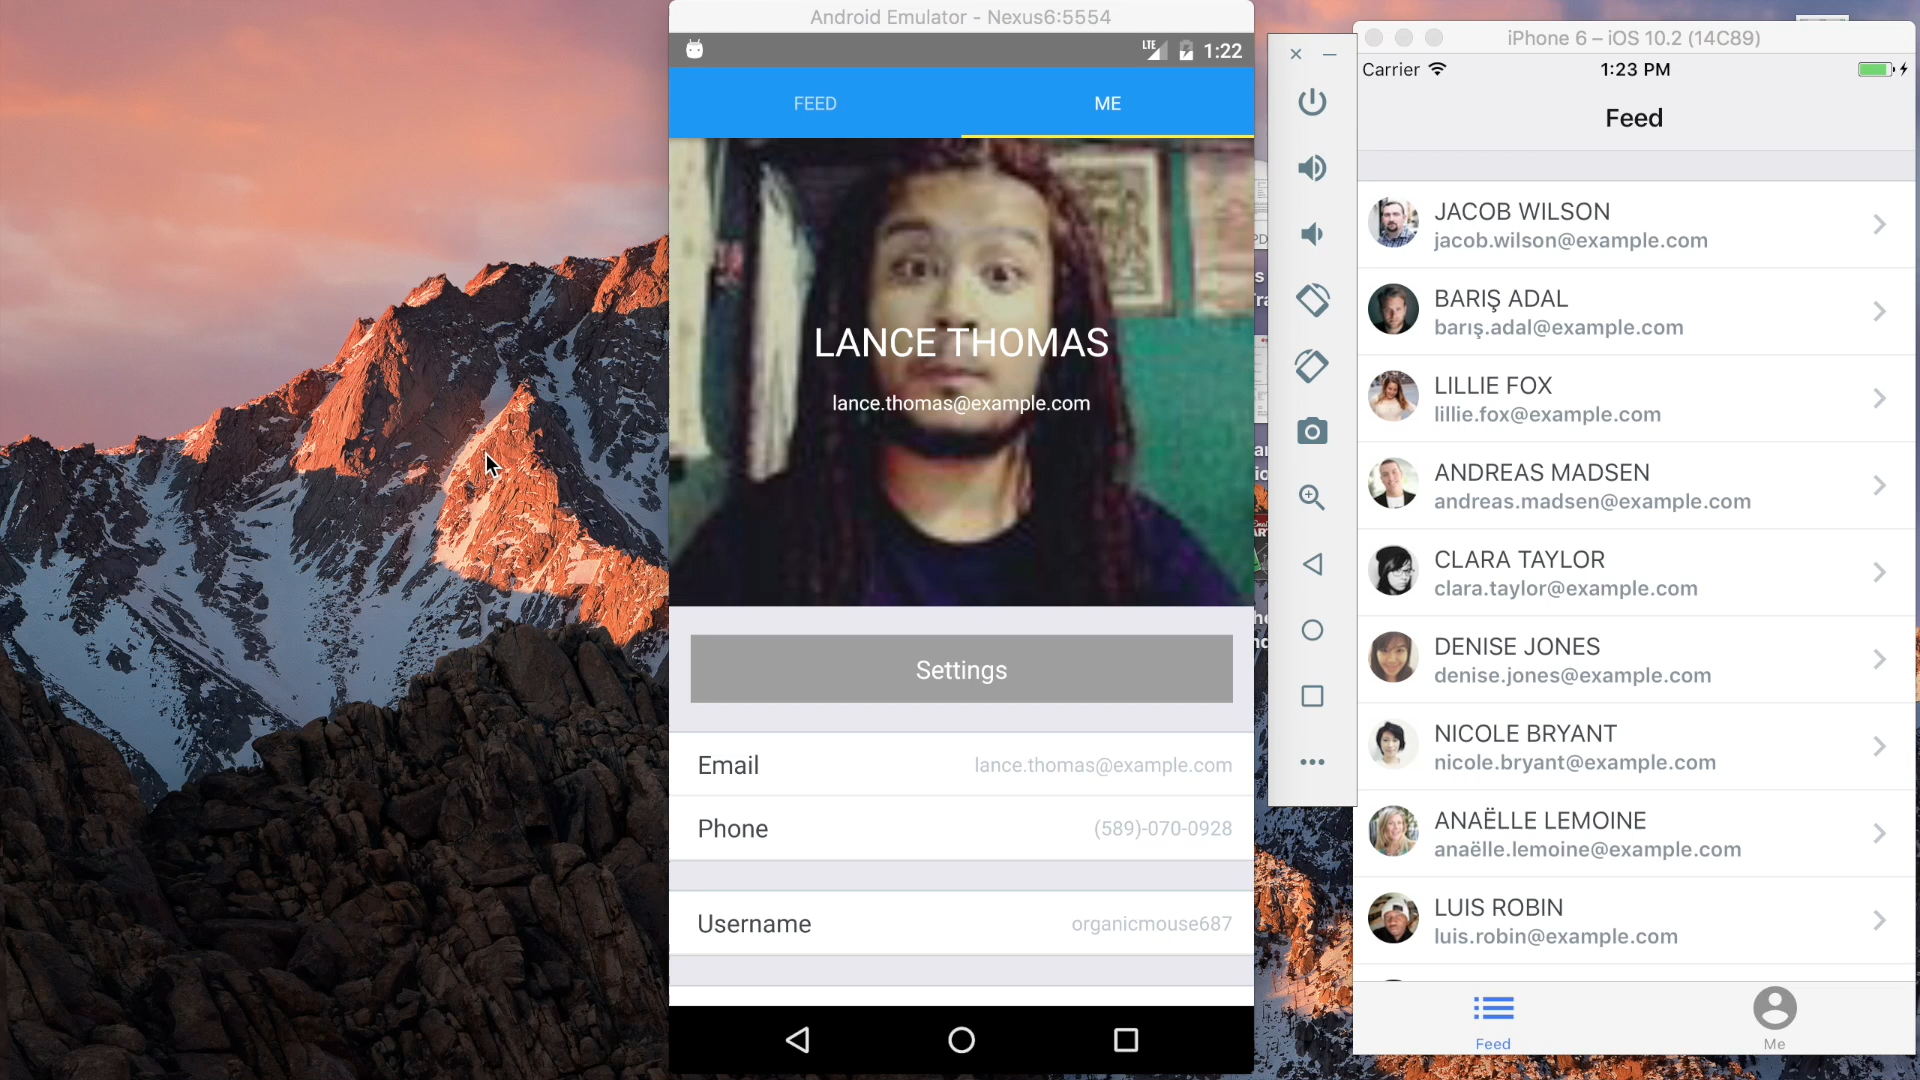 Android Emulator - Nexus6:5554
LTE
1:22
FEED
ME
LANCE THOMAS
lance.thomas@example.com
Settings
Email
lance.thomas@example.com
Phone
(589)-070-0928
Username
organicmouse687
iPhone 6 – iOS 10.2 (14C89)
Carrier
1:23 PM
Feed
JACOB WILSON
jacob.wilson@example.com
BARIŞ ADAL
barış.adal@example.com
LILLIE FOX
lillie.fox@example.com
ANDREAS MADSEN
andreas.madsen@example.com
CLARA TAYLOR
clara.taylor@example.com
DENISE JONES
denise.jones@example.com
NICOLE BRYANT
nicole.bryant@example.com
ANAËLLE LEMOINE
anaëlle.lemoine@example.com
LUIS ROBIN
luis.robin@example.com
Feed
Me